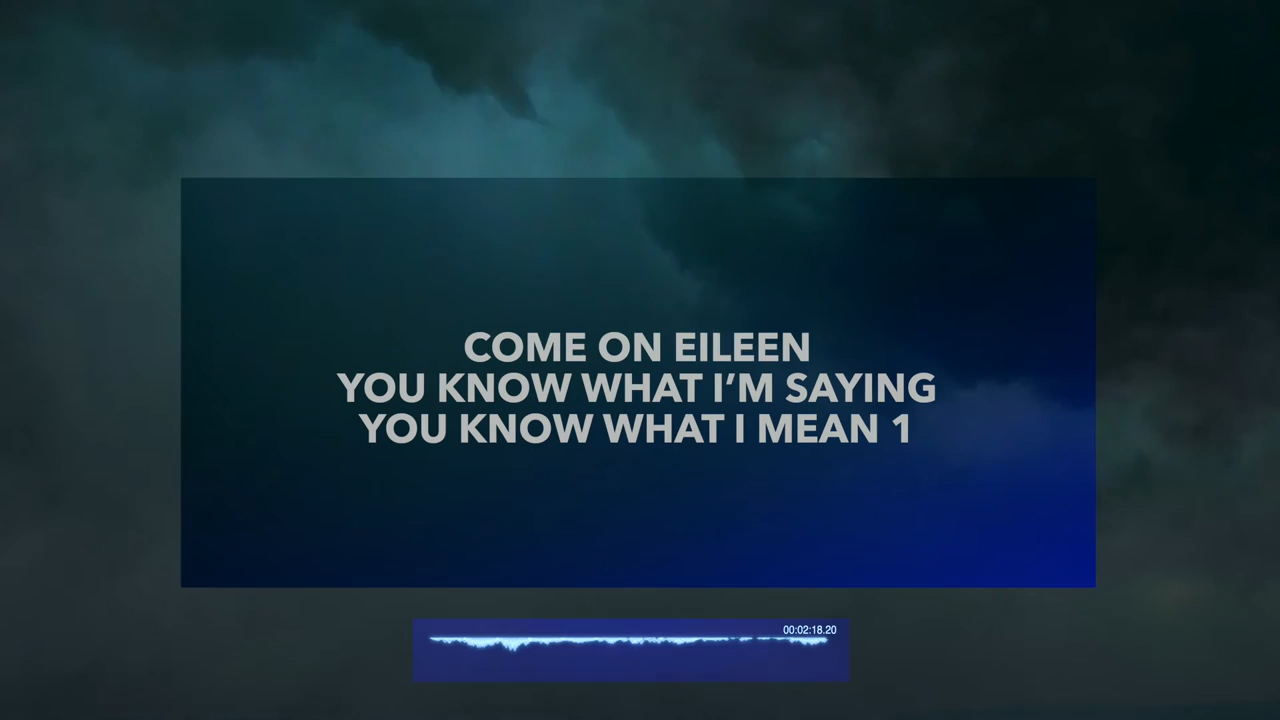 COME ON EILEEN
YOU KNOW WHAT I’M SAYING
YOU KNOW WHAT I MEAN 1
00:02:18.20